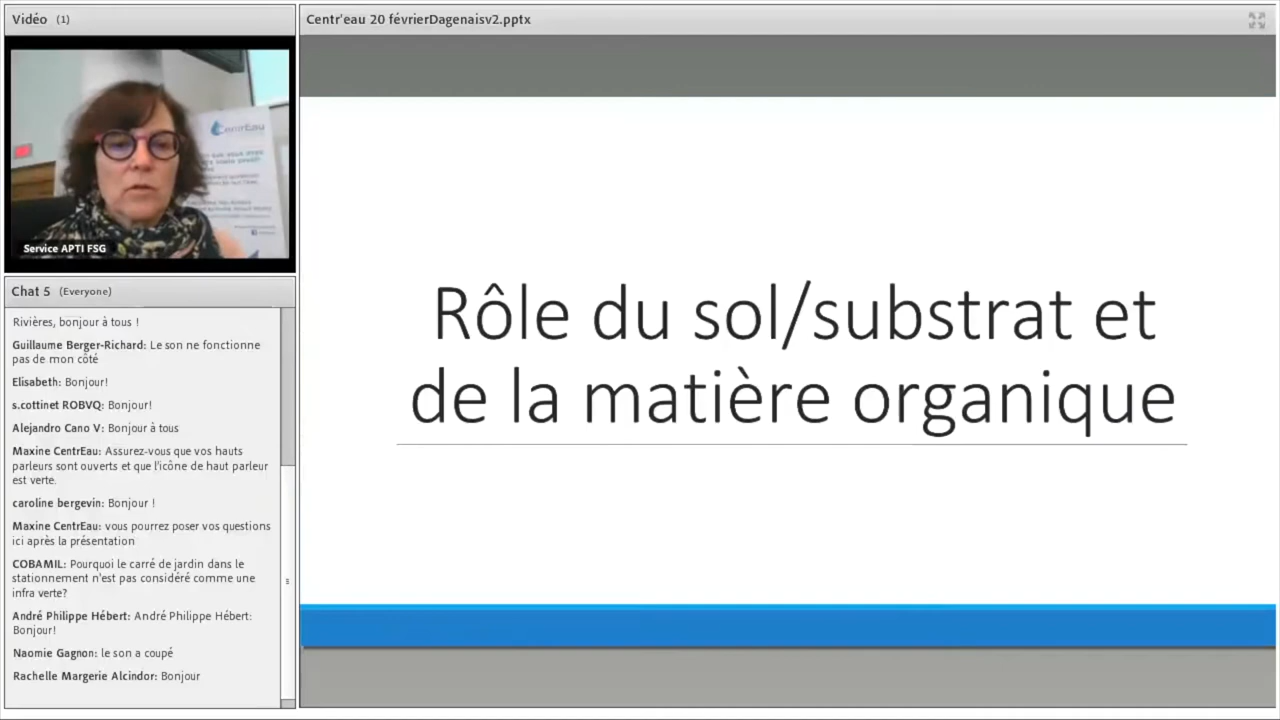 Vidéo (1)
CentrEau
Service APTI FSG
Chat 5 (Everyone)
Rivières, bonjour à tous !
Guillaume Berger-Richard: Le son ne fonctionne
pas de mon côté
Elisabeth: Bonjour!
s.cottinet ROBVQ: Bonjour!
Alejandro Cano V: Bonjour à tous
Maxine CentrEau: Assurez-vous que vos hauts
parleurs sont ouverts et que l'icône de haut parleur
est verte.
caroline bergevin: Bonjour !
Maxine CentrEau: vous pourrez poser vos questions
ici après la présentation
COBAMIL: Pourquoi le carré de jardin dans le
stationnement n'est pas considéré comme une
infra verte?
André Philippe Hébert: André Philippe Hébert:
Bonjour!
Naomie Gagnon: le son a coupé
Rachelle Margerie Alcindor: Bonjour
Centr'eau 20 févrierDagenaisv2.pptx
Rôle du sol/substrat et
de la matière organique